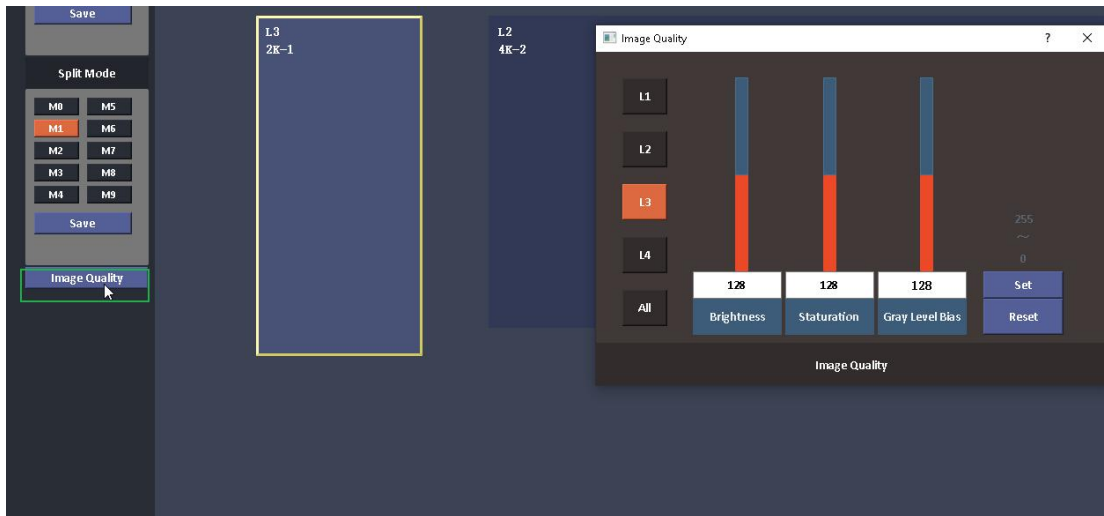 Save
Split Mode
M0 M5
M1 M6
M2 M7
M3 M8
M4 M9
Save
Image Quality
L3
2K-1
L2
4K-2
Image Quality ?
L1
L2
L3
L4
All
255
~
0
128 128 128 Set
Brightness Staturation Gray Level Bias Reset
Image Quality